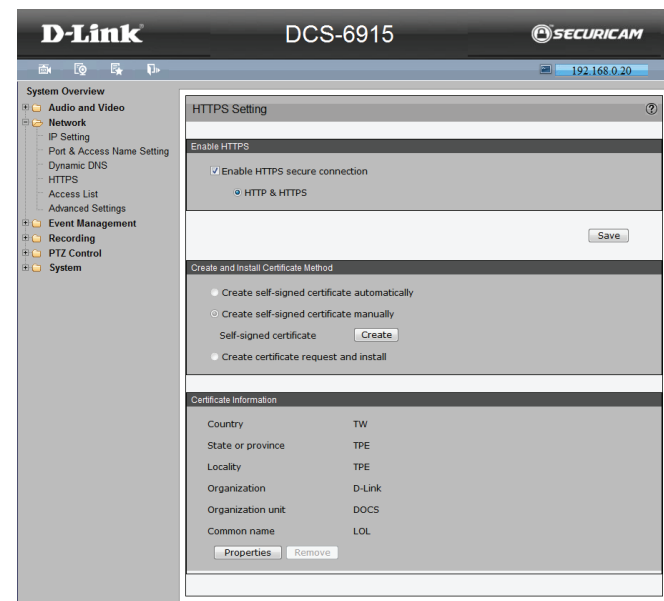 D-Link
DCS-6915
SECURICAM
192.168.0.20
System Overview
Audio and Video
Network
IP Setting
Port & Access Name Setting
Dynamic DNS
HTTPS
Access List
Advanced Settings
Event Management
Recording
PTZ Control
System
HTTPS Setting
?
Enable HTTPS
Enable HTTPS secure connection
HTTP & HTTPS
Save
Create and Install Certificate Method
Create self-signed certificate automatically
Create self-signed certificate manually
Self-signed certificate Create
Create certificate request and install
Certificate Information
Country TW
State or province TPE
Locality TPE
Organization D-Link
Organization unit DOCS
Common name LOL
Properties Remove